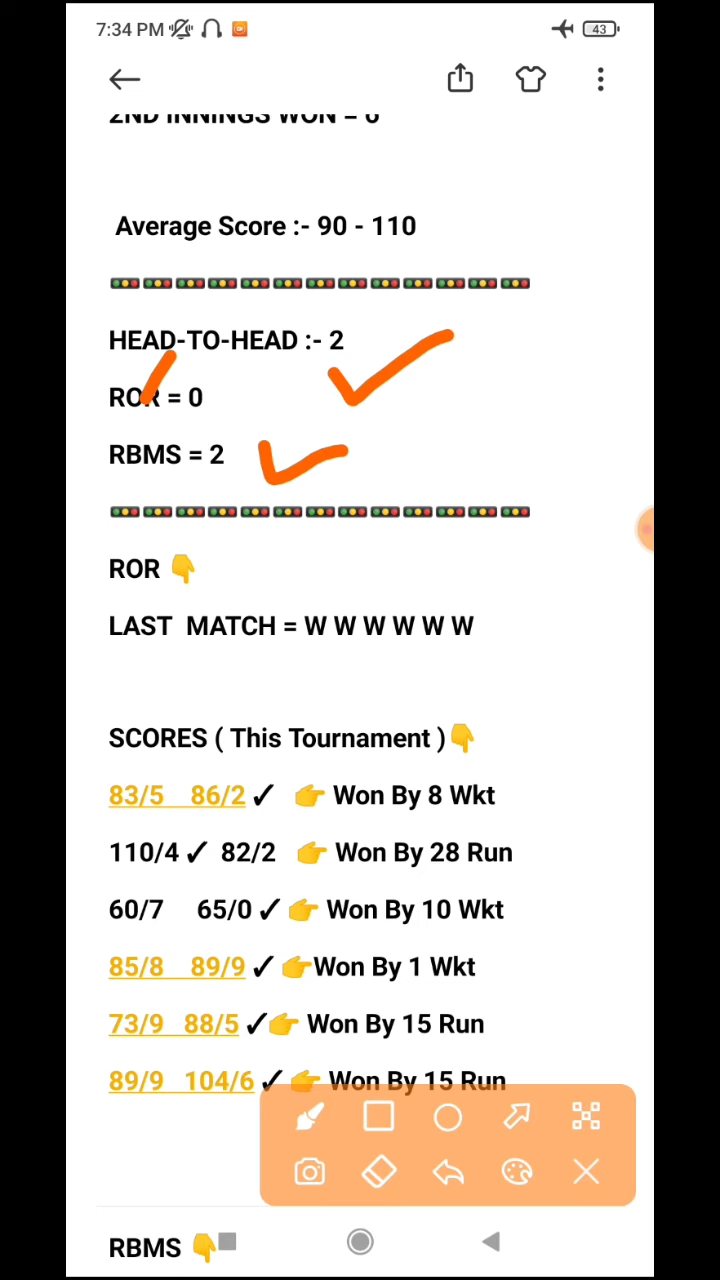 7:34 PM 43
2ND INNINGS WON = 6
Average Score :- 90 - 110
HEAD-TO-HEAD :- 2
ROR = 0
RBMS = 2
ROR 👇
LAST MATCH = W W W W W W
SCORES ( This Tournament )👇
83/5 86/2 ✓ 👉 Won By 8 Wkt
110/4 ✓ 82/2 👉 Won By 28 Run
60/7 65/0 ✓ 👉 Won By 10 Wkt
85/8 89/9 ✓ 👉Won By 1 Wkt
73/9 88/5 ✓👉 Won By 15 Run
89/9 104/6 ✓ 👉 Won By 15 Run
RBMS 👇